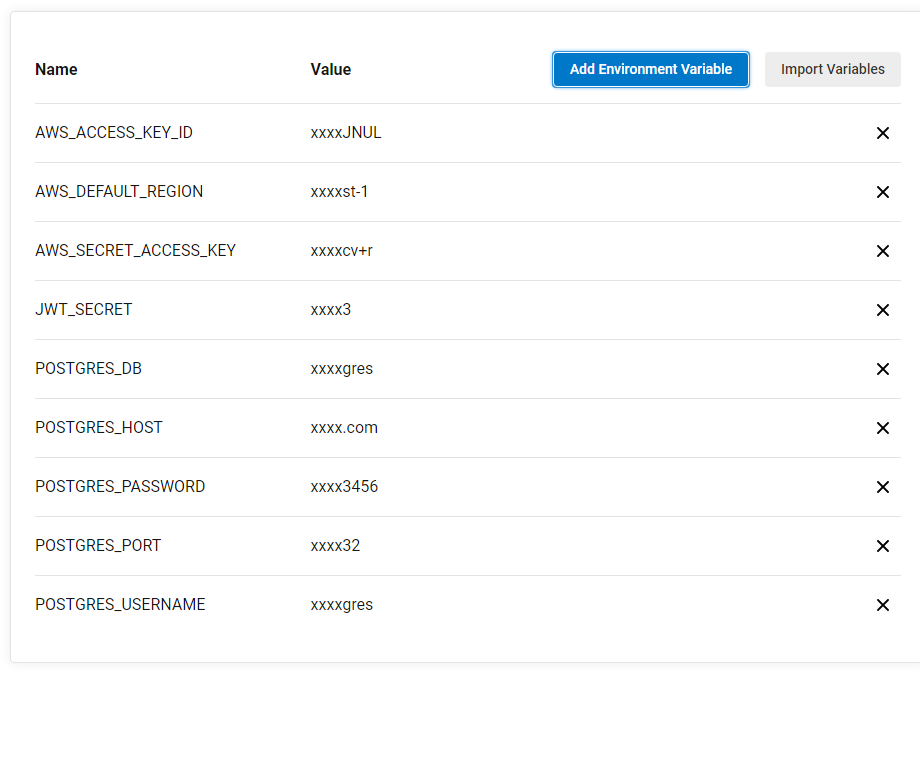 Name Value Add Environment Variable Import Variables
AWS_ACCESS_KEY_ID xxxxJNUL
AWS_DEFAULT_REGION xxxxst-1
AWS_SECRET_ACCESS_KEY xxxxcv+r
JWT_SECRET xxxx3
POSTGRES_DB xxxxgres
POSTGRES_HOST xxxx.com
POSTGRES_PASSWORD xxxx3456
POSTGRES_PORT xxxx32
POSTGRES_USERNAME xxxxgres